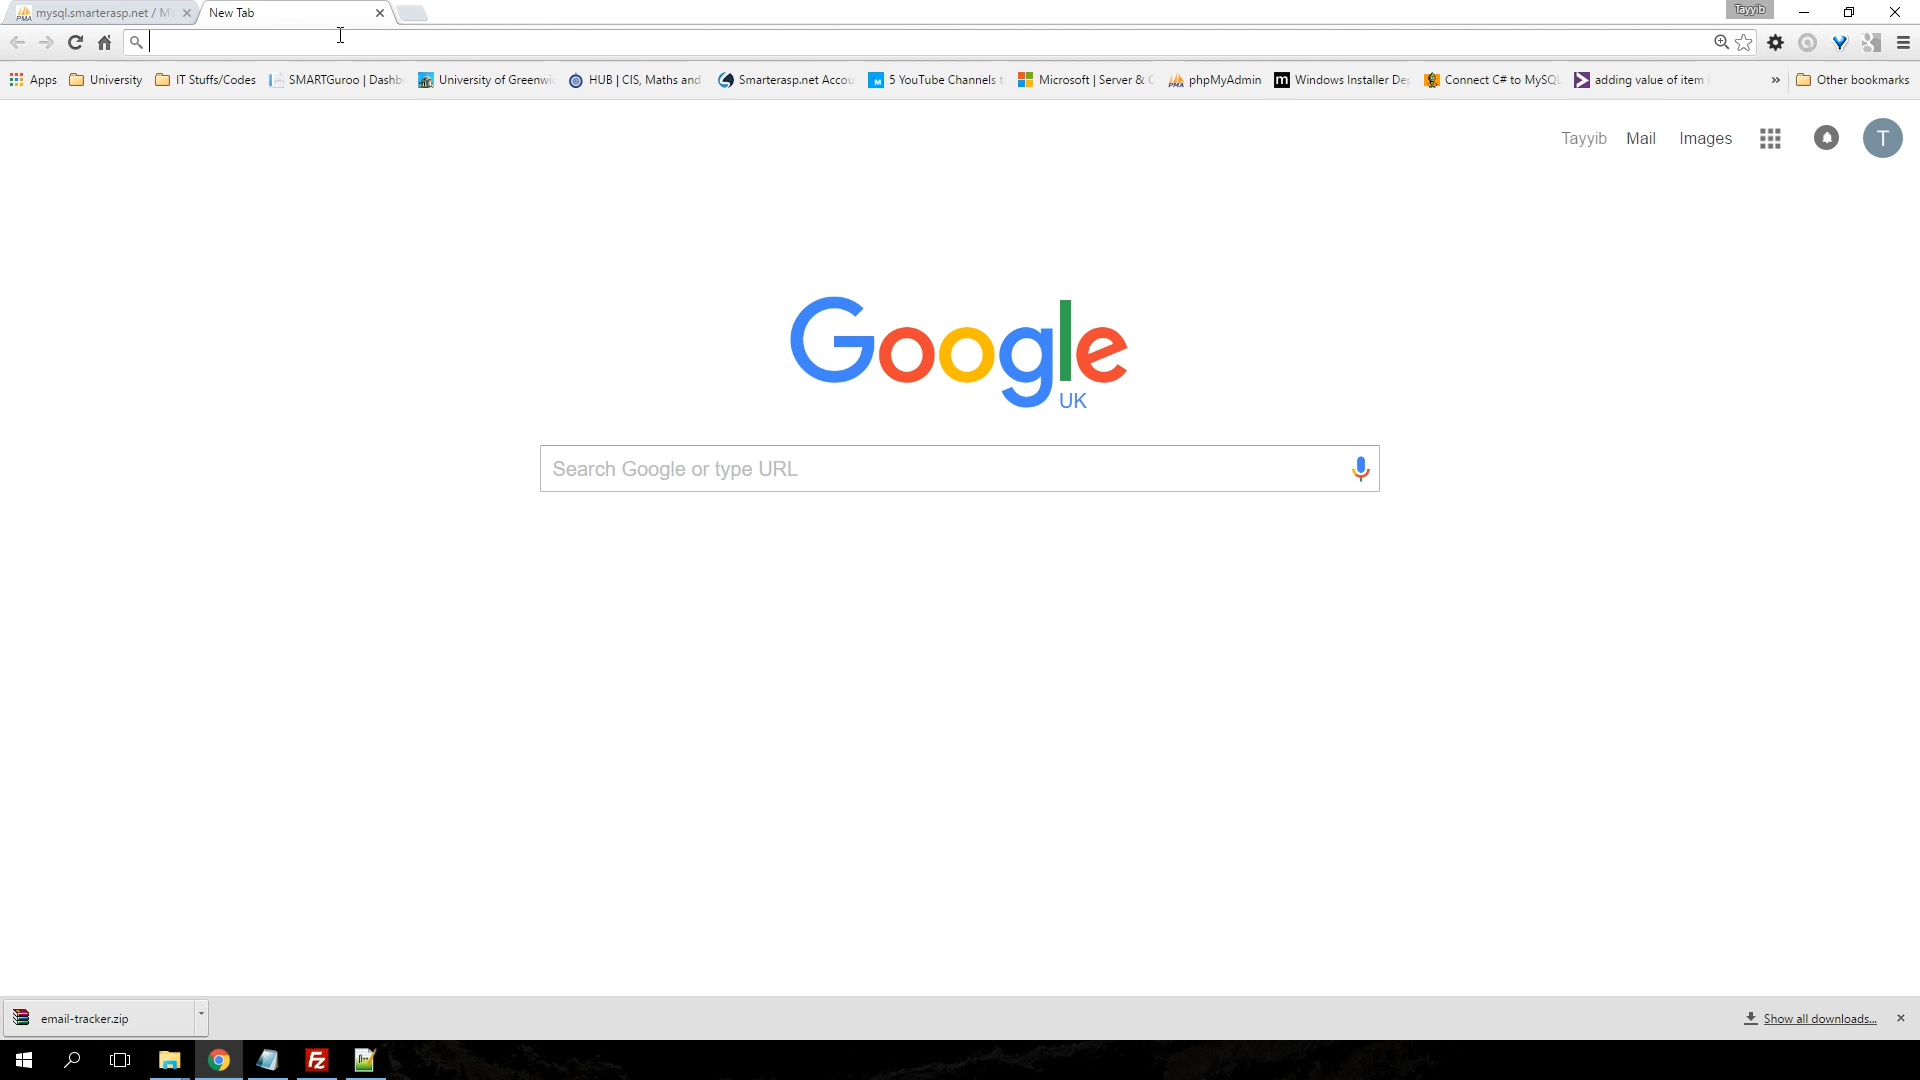 mysql.smarterasp.net / M
New Tab
Tayyib
Apps
University
IT Stuffs/Codes
SMARTGuroo | Dashb
University of Greenwi
HUB | CIS, Maths and
Smarterasp.net Accou
5 YouTube Channels t
Microsoft | Server & C
phpMyAdmin
Windows Installer De
Connect C# to MySQL
adding value of item i
»
Other bookmarks
Tayyib
Mail
Images
T
Google
UK
Search Google or type URL
email-tracker.zip
Show all downloads...